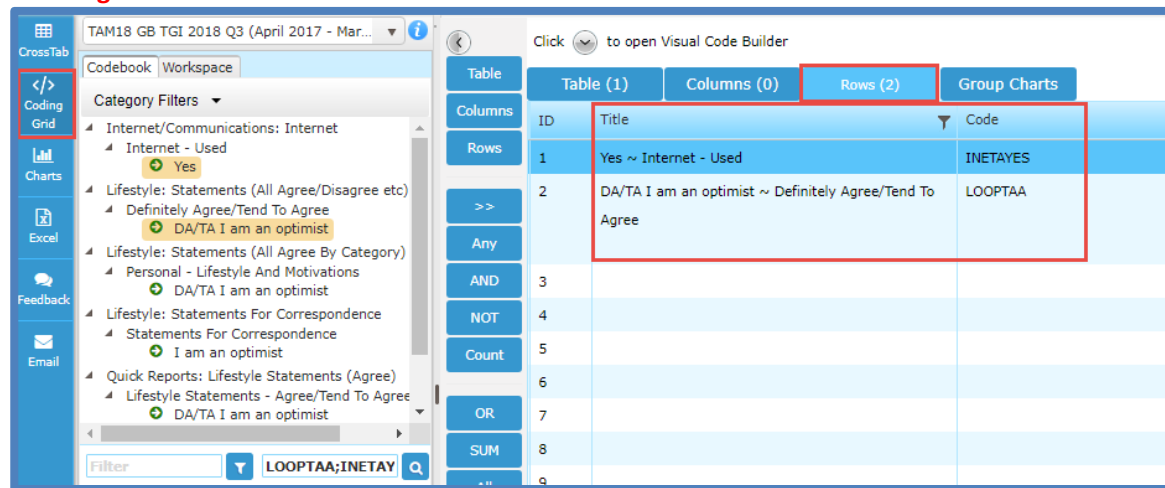 CrossTab
</>
Coding
Grid
Charts
Excel
Feedback
Email
TAM18 GB TGI 2018 Q3 (April 2017 - Mar...
Codebook Workspace
Category Filters
Internet/Communications: Internet
Internet - Used
Yes
Lifestyle: Statements (All Agree/Disagree etc)
Definitely Agree/Tend To Agree
DA/TA I am an optimist
Lifestyle: Statements (All Agree By Category)
Personal - Lifestyle And Motivations
DA/TA I am an optimist
Lifestyle: Statements For Correspondence
Statements For Correspondence
I am an optimist
Quick Reports: Lifestyle Statements (Agree)
Lifestyle Statements - Agree/Tend To Agree
DA/TA I am an optimist
Filter LOOPTAA;INETAY
Table
Columns
Rows
>>
Any
AND
NOT
Count
OR
SUM
Click to open Visual Code Builder
Table (1) Columns (0) Rows (2) Group Charts
ID Title Code
1 Yes ~ Internet - Used INETAYES
2 DA/TA I am an optimist ~ Definitely Agree/Tend To LOOPTAA
Agree
3
4
5
6
7
8
9